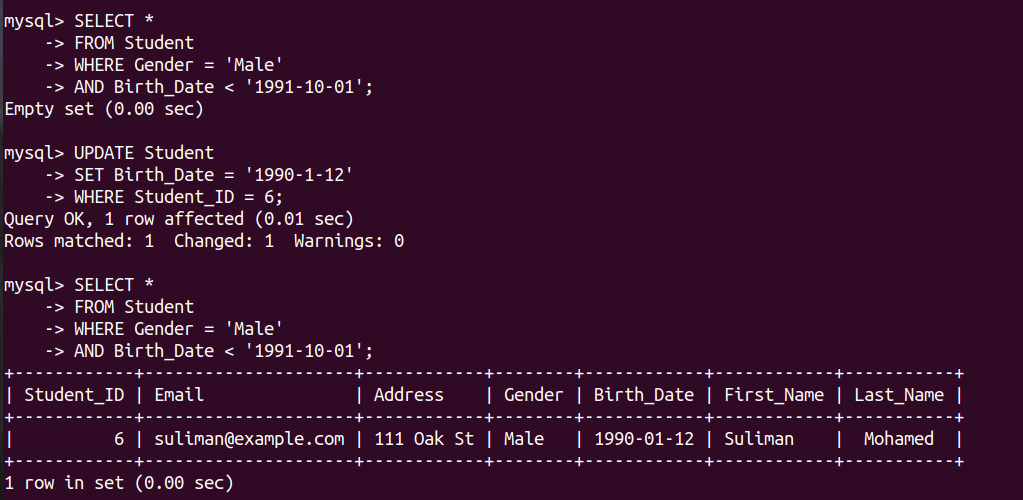 mysql> SELECT *
    -> FROM Student
    -> WHERE Gender = 'Male'
    -> AND Birth_Date < '1991-10-01';
Empty set (0.00 sec)

mysql> UPDATE Student
    -> SET Birth_Date = '1990-1-12'
    -> WHERE Student_ID = 6;
Query OK, 1 row affected (0.01 sec)
Rows matched: 1  Changed: 1  Warnings: 0

mysql> SELECT *
    -> FROM Student
    -> WHERE Gender = 'Male'
    -> AND Birth_Date < '1991-10-01';
+------------+---------------------+------------+--------+------------+------------+-----------+
| Student_ID | Email               | Address    | Gender | Birth_Date | First_Name | Last_Name |
+------------+---------------------+------------+--------+------------+------------+-----------+
|          6 | suliman@example.com | 111 Oak St | Male   | 1990-01-12 | Suliman    |  Mohamed  |
+------------+---------------------+------------+--------+------------+------------+-----------+
1 row in set (0.00 sec)